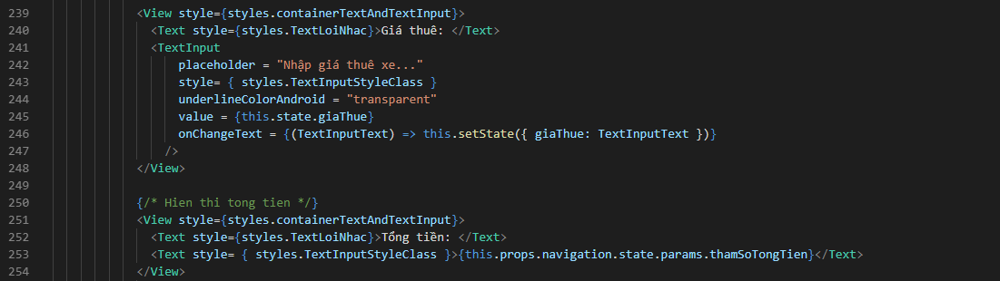 239 <View style={styles.containerTextAndTextInput}>
240 <Text style={styles.TextLoiNhac}>Giá thuê: </Text>
241 <TextInput
242 placeholder = "Nhập giá thuê xe..."
243 style= { styles.TextInputStyleClass }
244 underlineColorAndroid = "transparent"
245 value = {this.state.giaThue}
246 onChangeText = {(TextInputText) => this.setState({ giaThue: TextInputText })}
247 />
248 </View>
249
250 {/* Hien thi tong tien */}
251 <View style={styles.containerTextAndTextInput}>
252 <Text style={styles.TextLoiNhac}>Tổng tiền: </Text>
253 <Text style= { styles.TextInputStyleClass }>{this.props.navigation.state.params.thamSoTongTien}</Text>
254 </View>